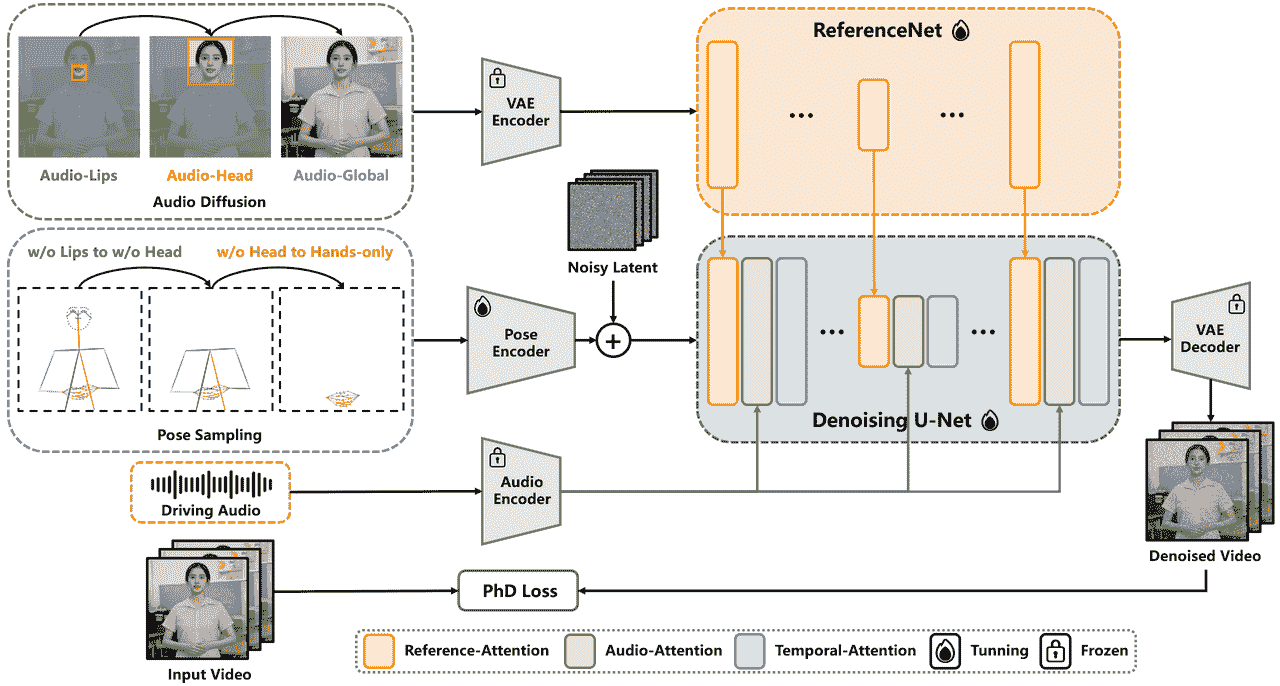 ReferenceNet
VAE
Encoder
Audio-Lips
Audio-Head
Audio-Global
Audio Diffusion
w/o Lips to w/o Head
w/o Head to Hands-only
Noisy Latent
Pose
Encoder
+
VAE
Decoder
Pose Sampling
Denoising U-Net
Audio
Encoder
Driving Audio
Denoised Video
PhD Loss
Input Video
Reference-Attention
Audio-Attention
Temporal-Attention
Tunning
Frozen